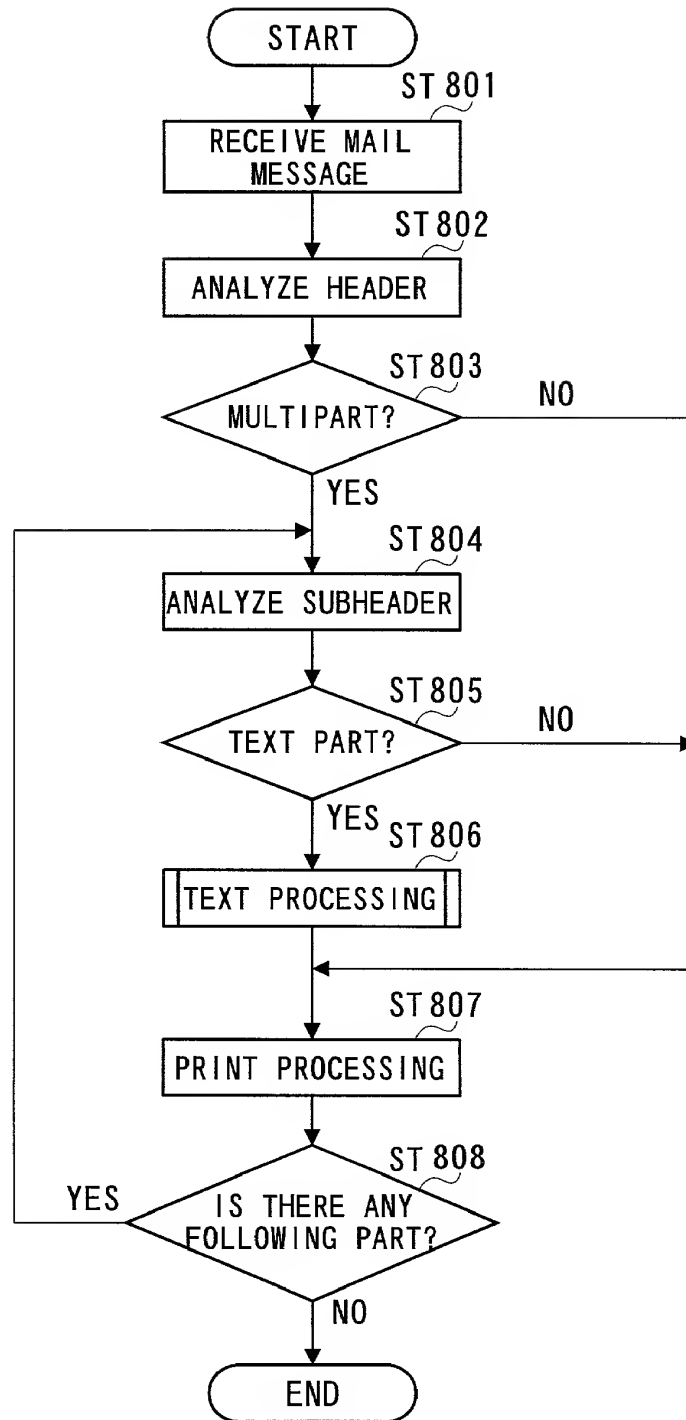 START
ST 801
RECEIVE MAIL
MESSAGE
ST 802
ANALYZE HEADER
ST 803
MULTIPART?
NO
YES
ST 804
ANALYZE SUBHEADER
ST 805
TEXT PART?
NO
YES
ST 806
TEXT PROCESSING
ST 807
PRINT PROCESSING
ST 808
YES
IS THERE ANY
FOLLOWING PART?
NO
END